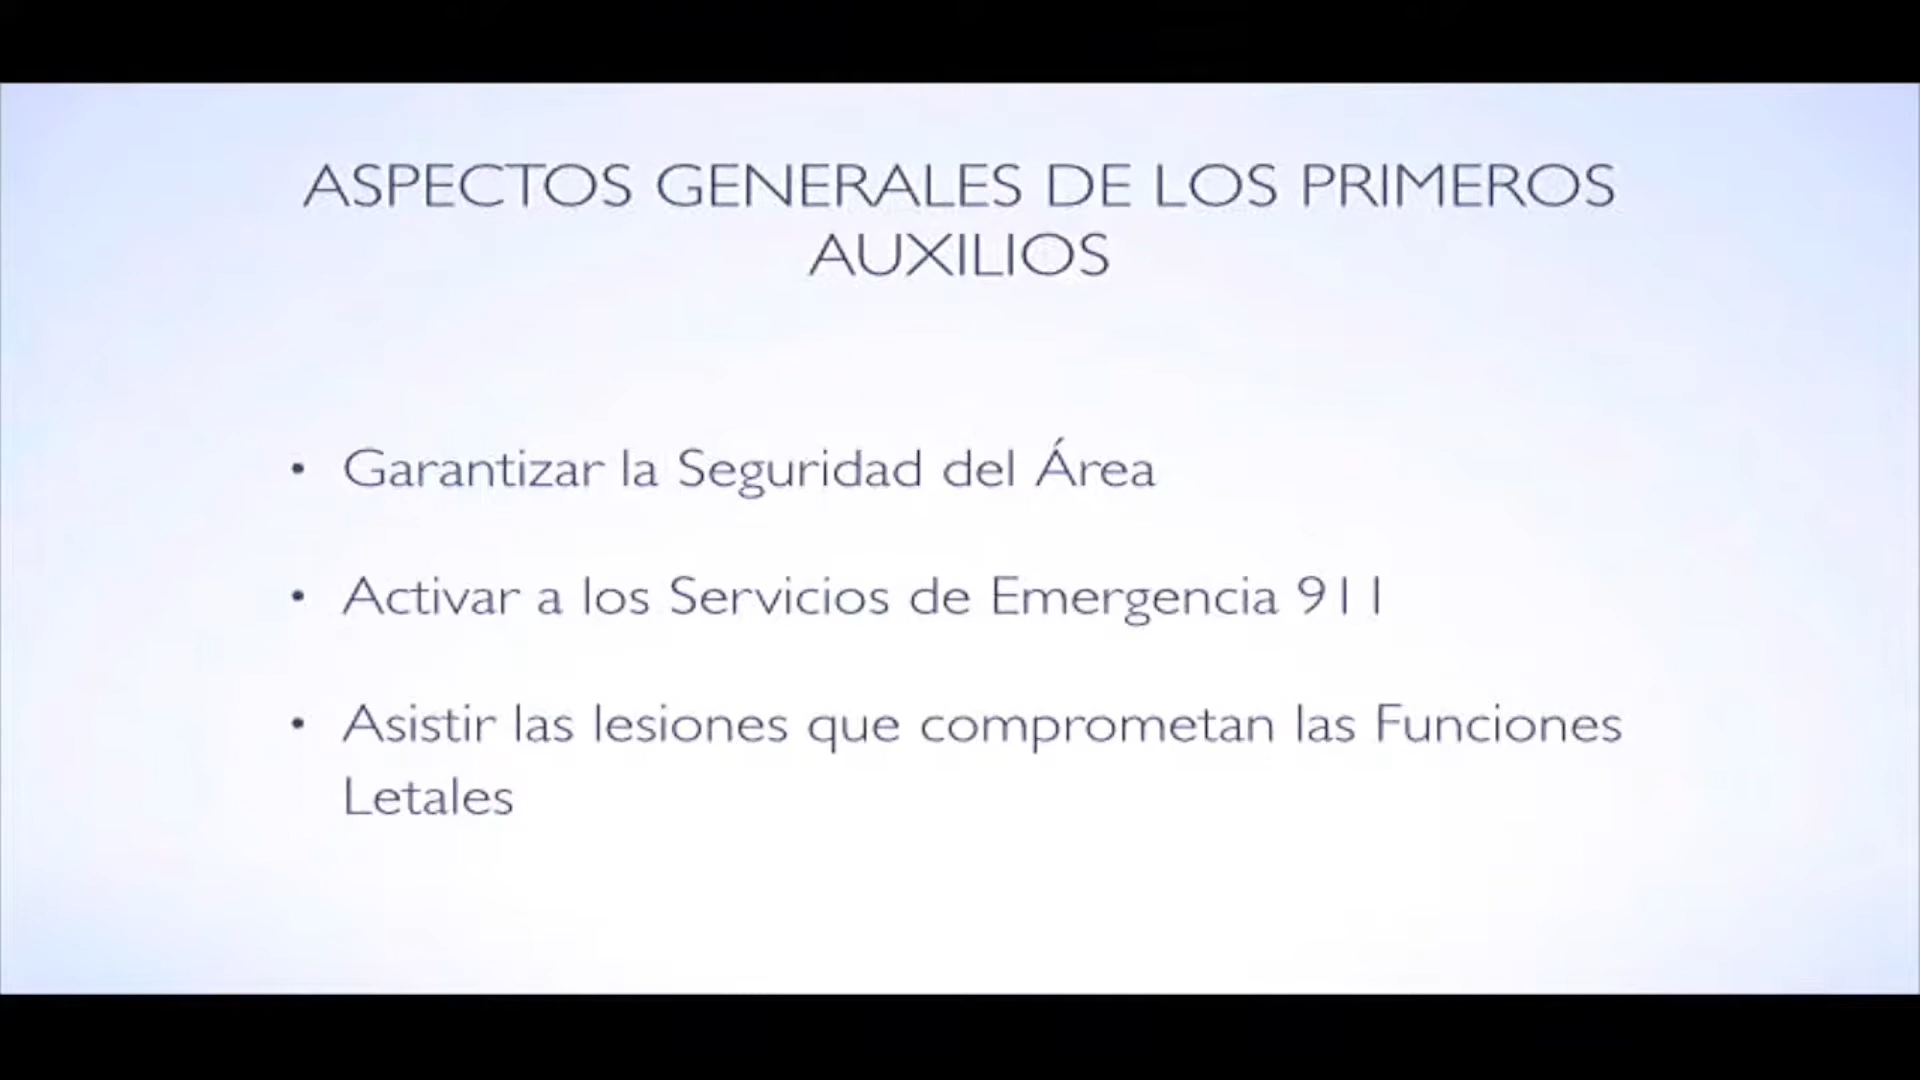 ASPECTOS GENERALES DE LOS PRIMEROS
AUXILIOS
• Garantizar la Seguridad del Área
• Activar a los Servicios de Emergencia 911
• Asistir las lesiones que comprometan las Funciones
Letales